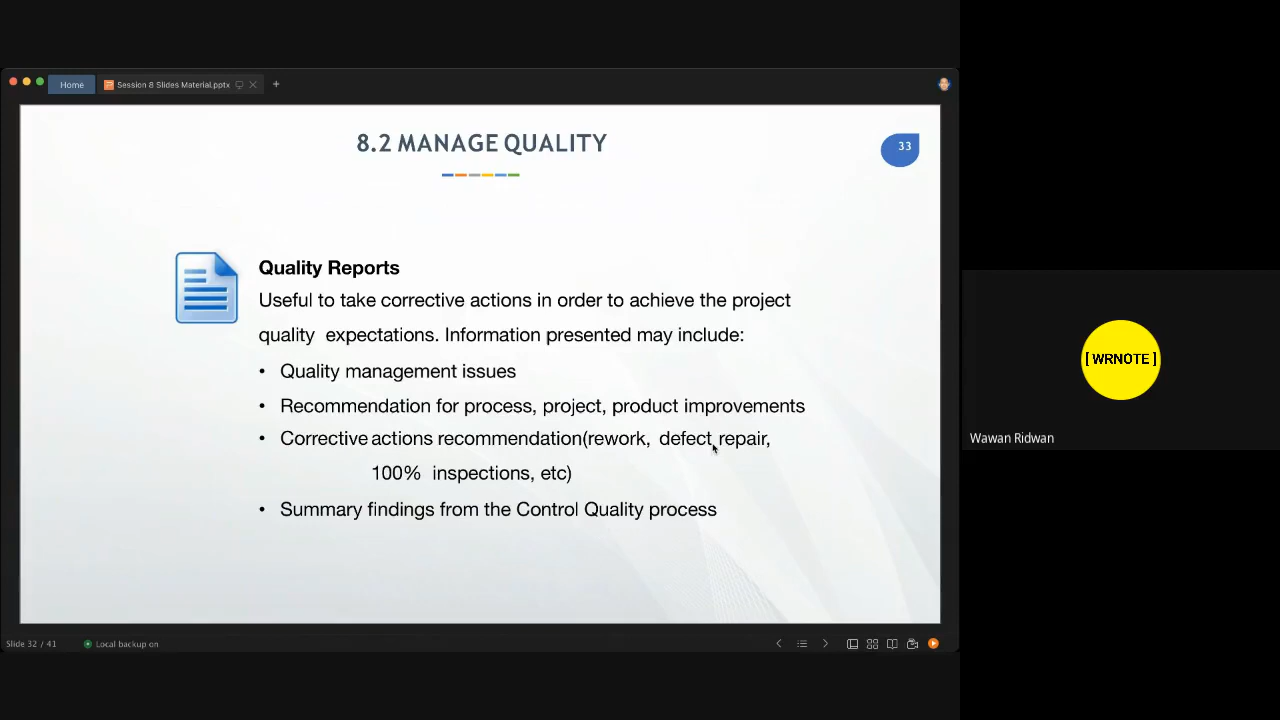 Home
Session 8 Slides Material.pptx
8.2 MANAGE QUALITY
33
Quality Reports
Useful to take corrective actions in order to achieve the project
quality expectations. Information presented may include:
• Quality management issues
• Recommendation for process, project, product improvements
• Corrective actions recommendation(rework, defect repair,
100% inspections, etc)
• Summary findings from the Control Quality process
[ WRNOTE ]
Wawan Ridwan
Slide 32 / 41
Local backup on